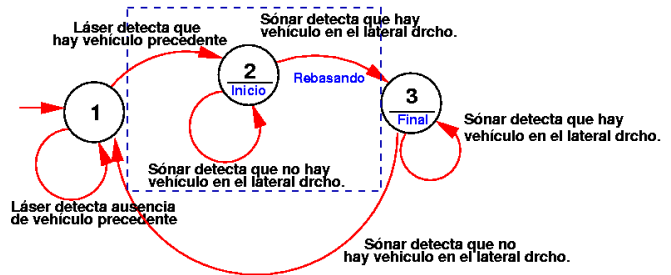 Láser detecta que
hay vehículo precedente
Sónar detecta que hay
vehículo en el lateral drcho.
2
Inicio
Rebasando
3
Final
1
Sónar detecta que hay
vehículo en el lateral drcho.
Sónar detecta que no hay
vehículo en el lateral drcho.
Láser detecta ausencia
de vehículo precedente
Sónar detecta que no
hay vehiculo en el lateral drcho.